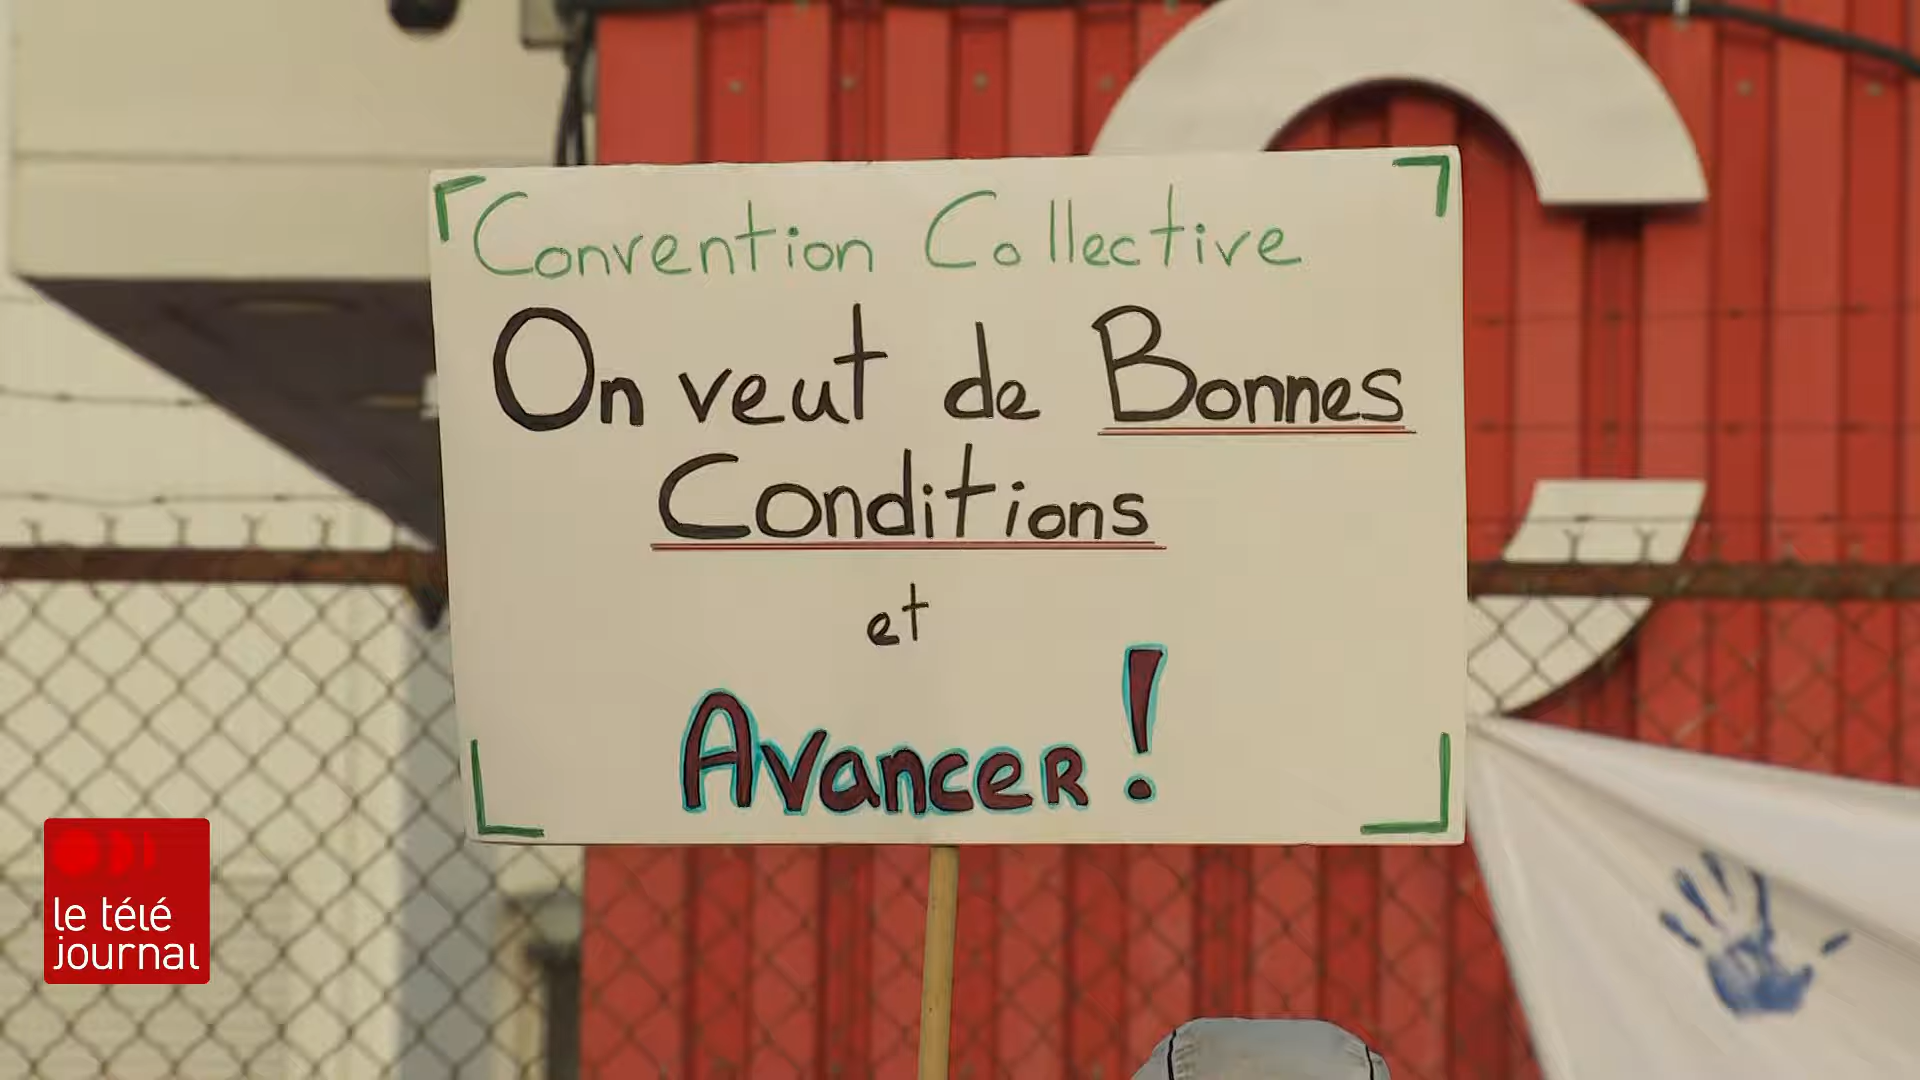 Convention Collective
On veut de Bonnes
Conditions
et
Avancer !
le télé
journal